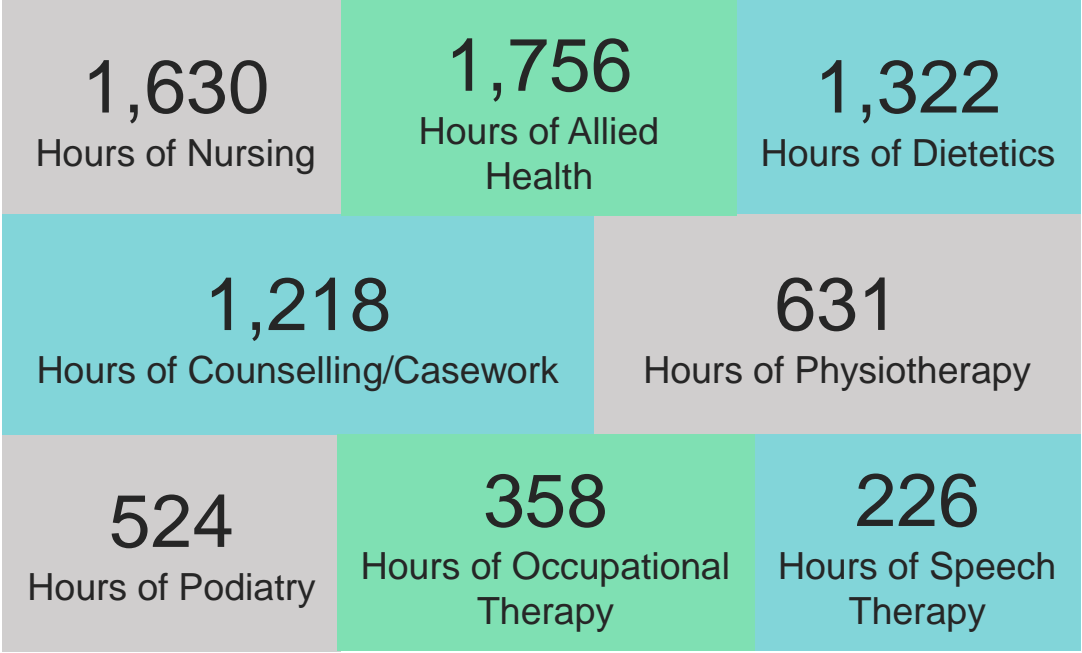 1,630
Hours of Nursing
1,756
Hours of Allied
Health
1,322
Hours of Dietetics
1,218
Hours of Counselling/Casework
631
Hours of Physiotherapy
524
Hours of Podiatry
358
Hours of Occupational
Therapy
226
Hours of Speech
Therapy